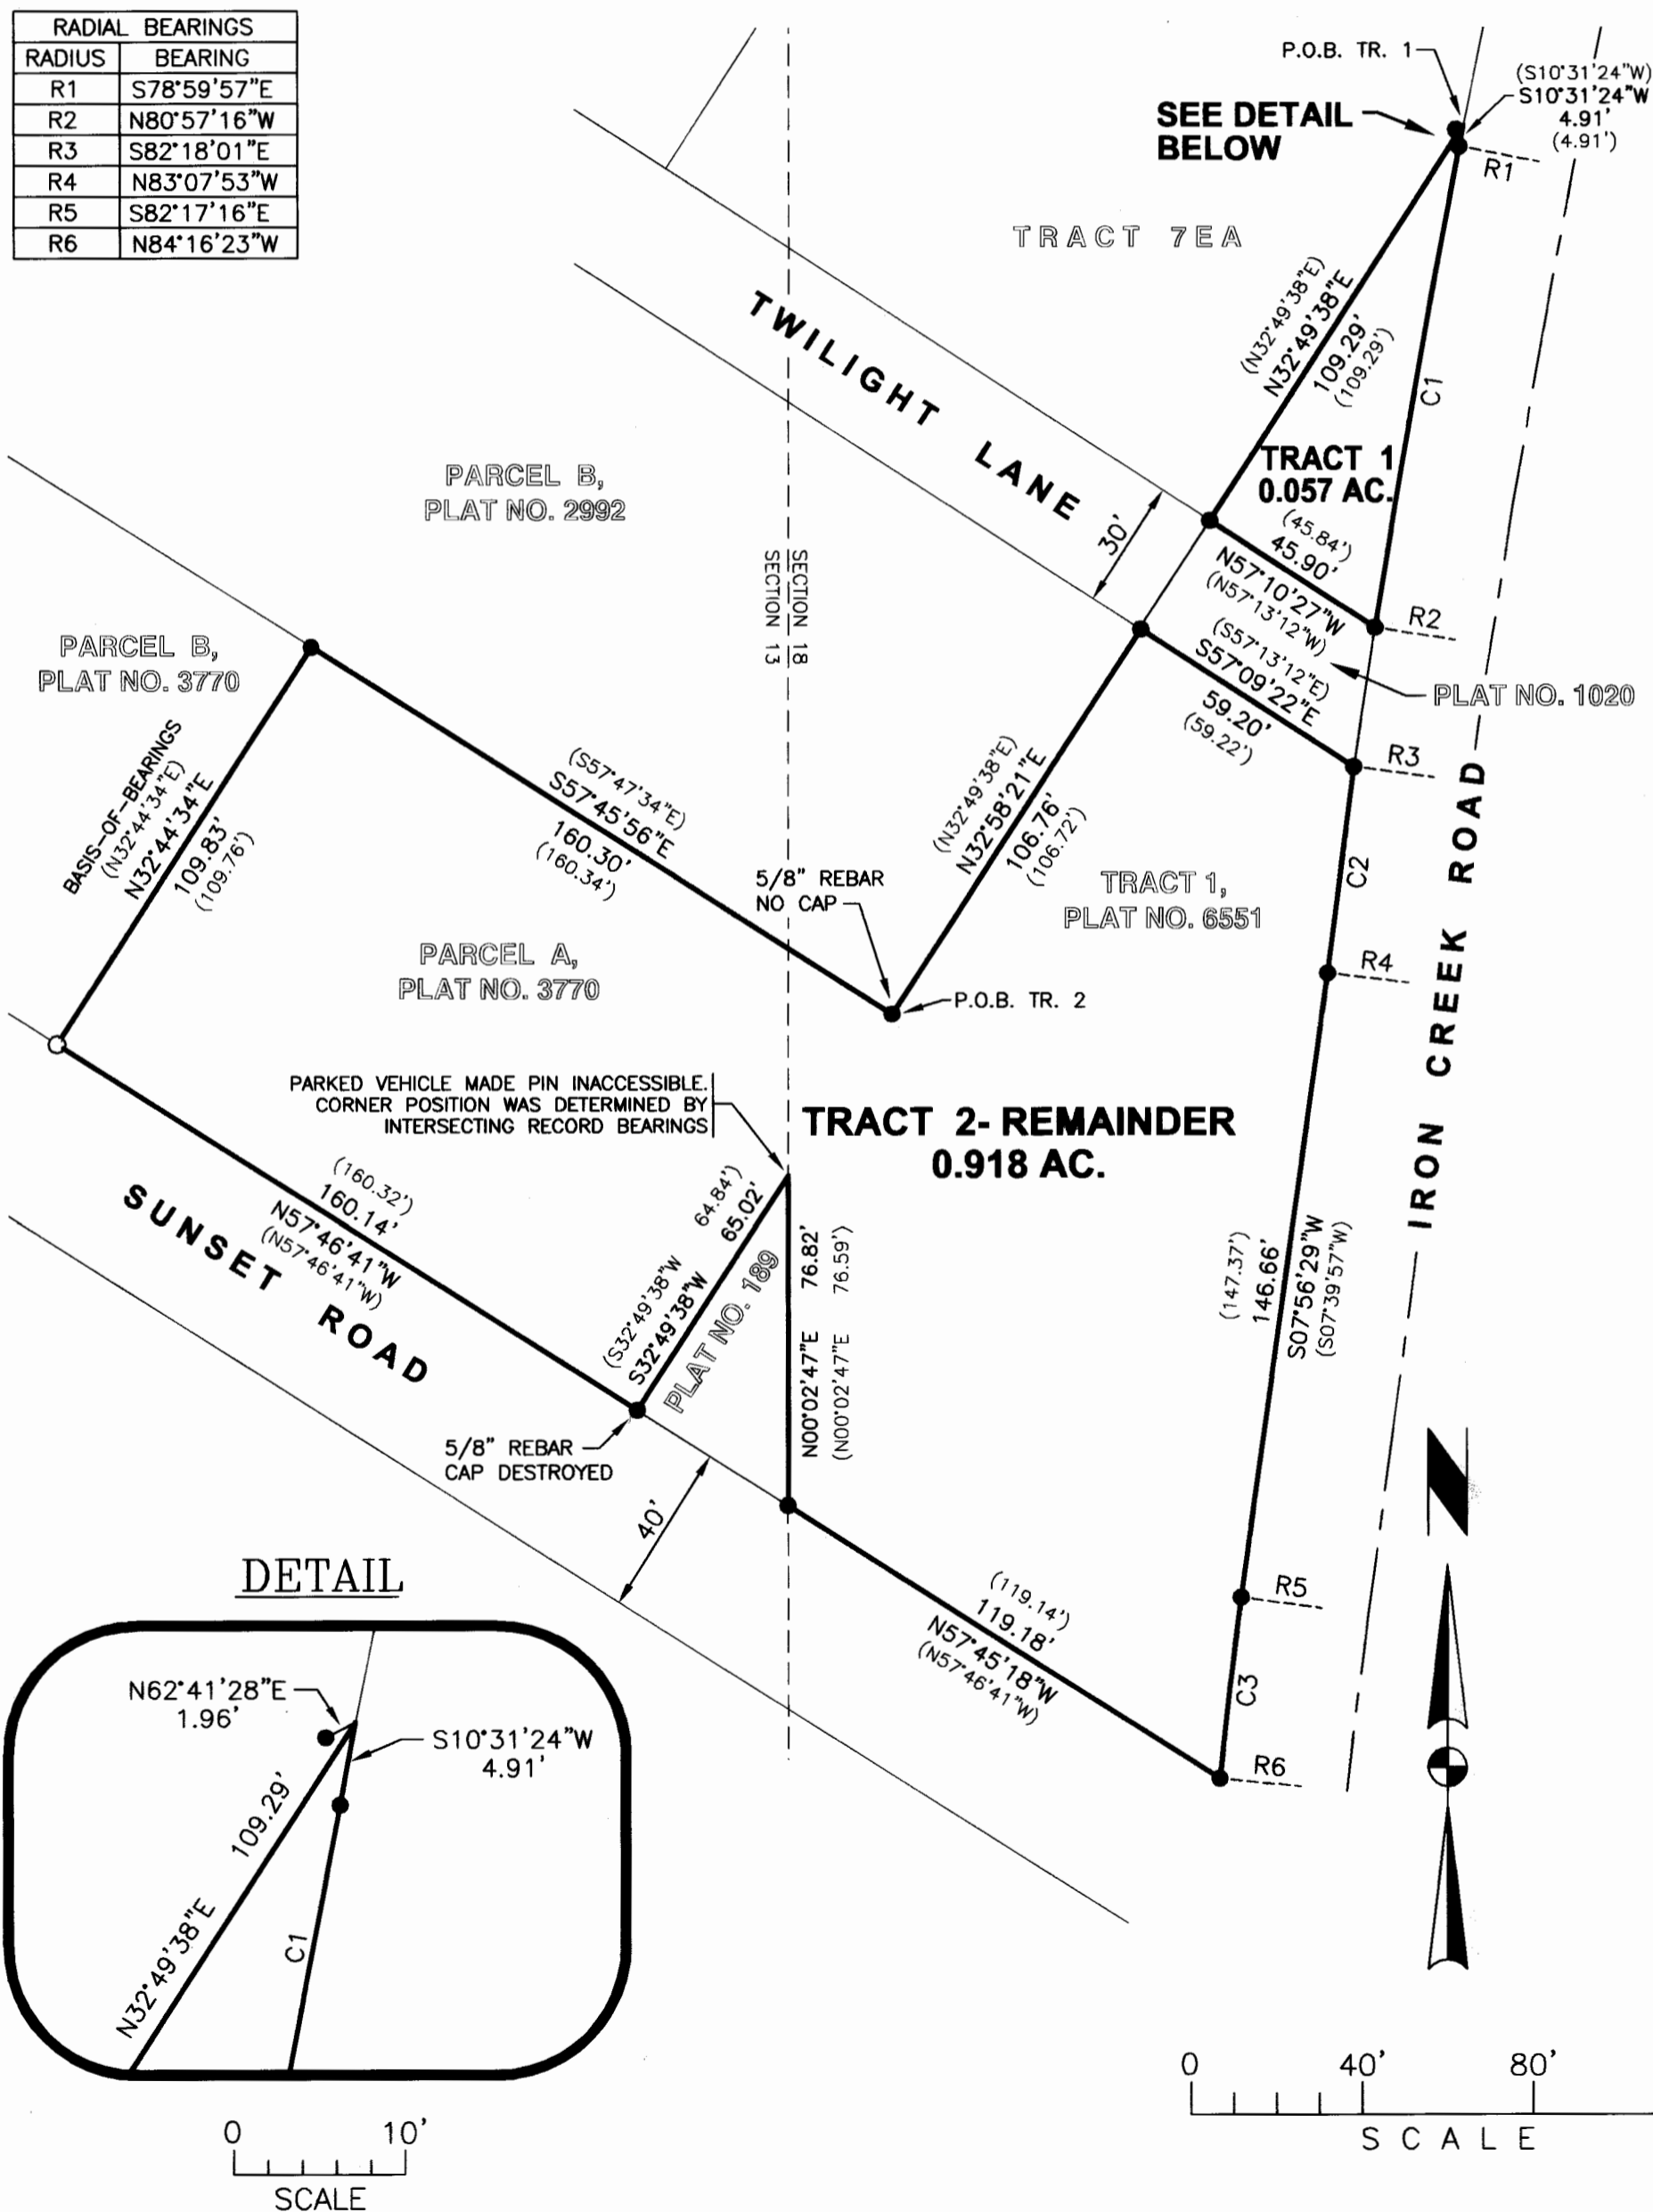 RADIAL BEARINGS
RADIUS BEARING
R1 S78°59'57"E
R2 N80°57'16"W
R3 S82°18'01"E
R4 N83°07'53"W
R5 S82°17'16"E
R6 N84°16'23"W
P.O.B. TR. 1
(S10°31'24"W)
S10°31'24"W
4.91'
(4.91')
SEE DETAIL
BELOW
R1
TRACT 7EA
(N32°49'38"E)
N32°49'38"E
109.29'
(109.29')
C1
TWILIGHT LANE
30'
TRACT 1
0.057 AC.
(45.84')
45.90'
N57°10'27"W
(N57°13'12"W)
R2
(S57°13'12"E)
S57°09'22"E
59.20'
(59.22')
PLAT NO. 1020
R3
PARCEL B,
PLAT NO. 2992
SECTION 18
SECTION 13
PARCEL B,
PLAT NO. 3770
BASIS-OF-BEARINGS
(N32°44'34"E)
N32°44'34"E
109.83'
(109.76')
(S57°47'34"E)
S57°45'56"E
160.30'
(160.34')
(N32°49'38"E)
N32°58'21"E
106.76'
(106.72')
5/8" REBAR
NO CAP
TRACT 1,
PLAT NO. 6551
C2
R4
IRON CREEK ROAD
PARCEL A,
PLAT NO. 3770
P.O.B. TR. 2
PARKED VEHICLE MADE PIN INACCESSIBLE.
CORNER POSITION WAS DETERMINED BY
INTERSECTING RECORD BEARINGS
TRACT 2- REMAINDER
0.918 AC.
SUNSET ROAD
(160.32')
160.14'
N57°46'41"W
(N57°46'41"W)
(S32°49'38"W 64.84')
S32°49'38"W 65.02'
PLAT NO. 189
N00°02'47"E 76.82'
(N00°02'47"E 76.59')
(147.37')
146.66'
S07°56'29"W
(S07°39'57"W)
5/8" REBAR
CAP DESTROYED
40'
N
R5
(119.14')
119.18'
N57°45'18"W
(N57°46'41"W)
C3
R6
DETAIL
N62°41'28"E
1.96'
S10°31'24"W
4.91'
109.29'
N32°49'38"E
C1
0 10'
SCALE
0 40' 80'
SCALE